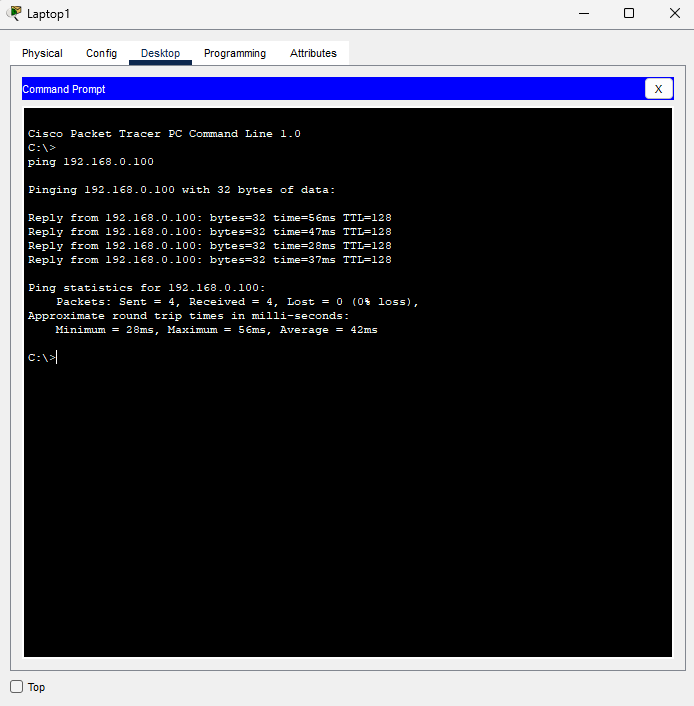 Laptop1
Physical Config Desktop Programming Attributes
Command Prompt X
Cisco Packet Tracer PC Command Line 1.0
C:\>
ping 192.168.0.100
Pinging 192.168.0.100 with 32 bytes of data:
Reply from 192.168.0.100: bytes=32 time=56ms TTL=128
Reply from 192.168.0.100: bytes=32 time=47ms TTL=128
Reply from 192.168.0.100: bytes=32 time=28ms TTL=128
Reply from 192.168.0.100: bytes=32 time=37ms TTL=128
Ping statistics for 192.168.0.100:
Packets: Sent = 4, Received = 4, Lost = 0 (0% loss),
Approximate round trip times in milli-seconds:
Minimum = 28ms, Maximum = 56ms, Average = 42ms
C:\>
Top